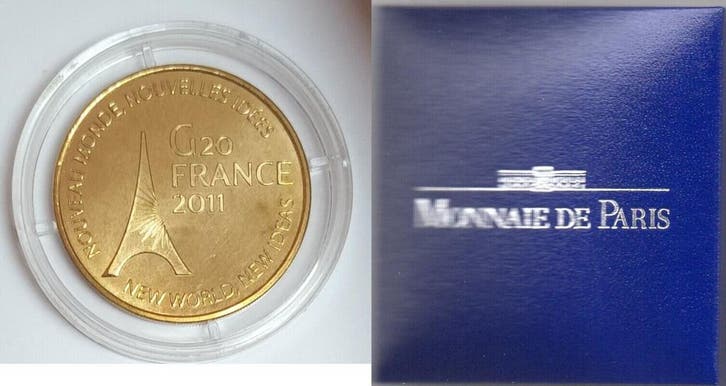 NOUVEAU MONDE, NOUVELLES IDÉES
G20
FRANCE
2011
NEW WORLD, NEW IDEAS
MONNAIE DE PARIS